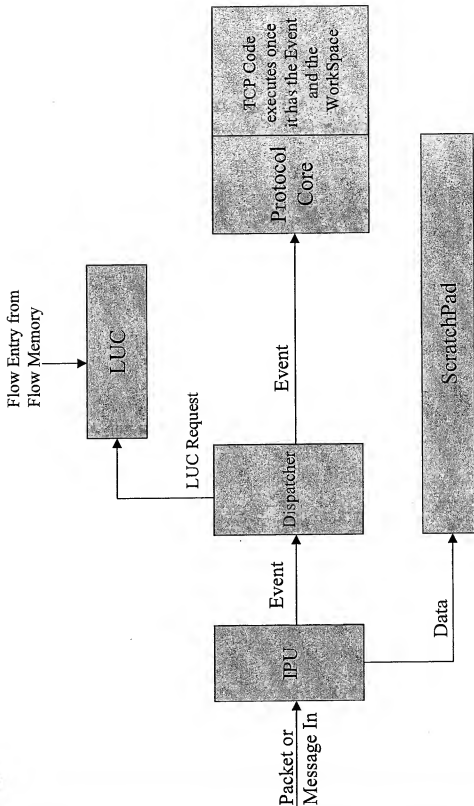 Flow Entry from
Flow Memory
LUC
LUC Request
Packet or
Message In
IPU
Event
Dispatcher
Event
Protocol
Core
TCP Code
executes once
it has the Event
and the
WorkSpace
Data
ScratchPad